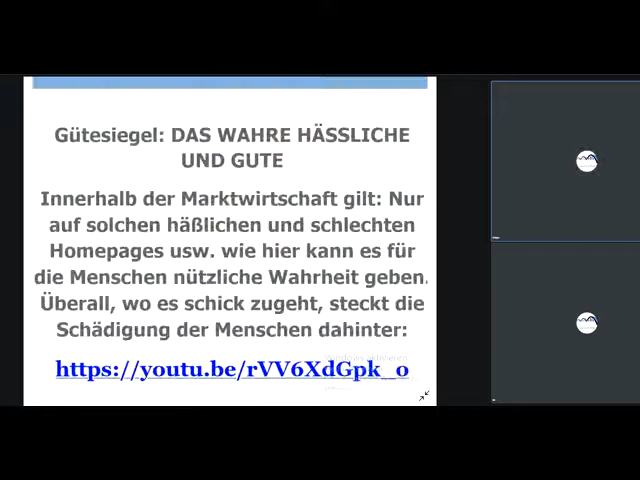 Gütesiegel: DAS WAHRE HÄSSLICHE
UND GUTE
Innerhalb der Marktwirtschaft gilt: Nur
auf solchen häßlichen und schlechten
Homepages usw. wie hier kann es für
die Menschen nützliche Wahrheit geben.
Überall, wo es schick zugeht, steckt die
Schädigung der Menschen dahinter:
https://youtu.be/rVV6XdGpk_o